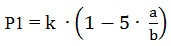 P1 = k · (1 − 5 · a/b)